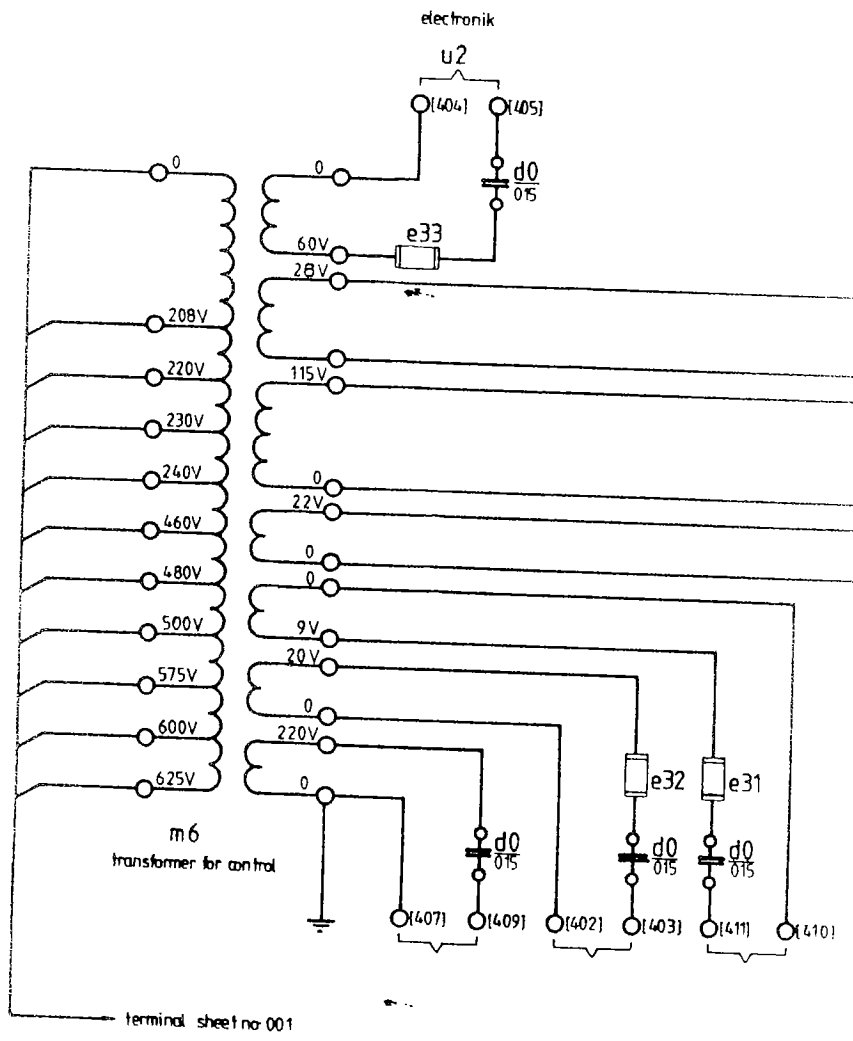 electronik
u2
[404] [405]
0 0
d0
015
e33
60V
28V
208V
115V
220V
230V
0
240V
22V
460V
0
480V
0
500V
9V
20V
575V
0
600V
220V
625V
0
e32 e31
m6
transformer for control
d0
015
d0
015
d0
015
[407] [409] [402] [403] [411] [410]
terminal sheet no 001